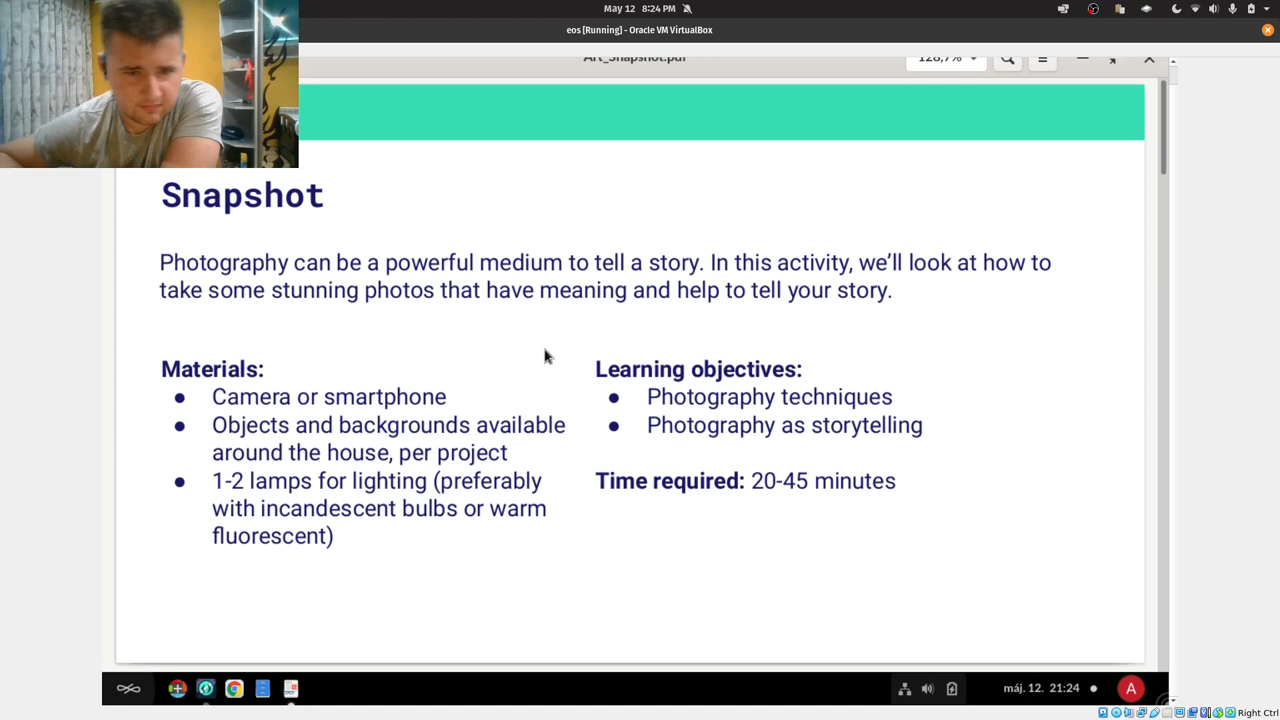 May 12 8:24 PM
eos [Running] - Oracle VM VirtualBox
Art_Snapshot.pdf
128,7%
Snapshot
Photography can be a powerful medium to tell a story. In this activity, we’ll look at how to
take some stunning photos that have meaning and help to tell your story.
Materials:
● Camera or smartphone
● Objects and backgrounds available
around the house, per project
● 1-2 lamps for lighting (preferably
with incandescent bulbs or warm
fluorescent)
Learning objectives:
● Photography techniques
● Photography as storytelling
Time required: 20-45 minutes
máj. 12. 21:24
A
Right Ctrl